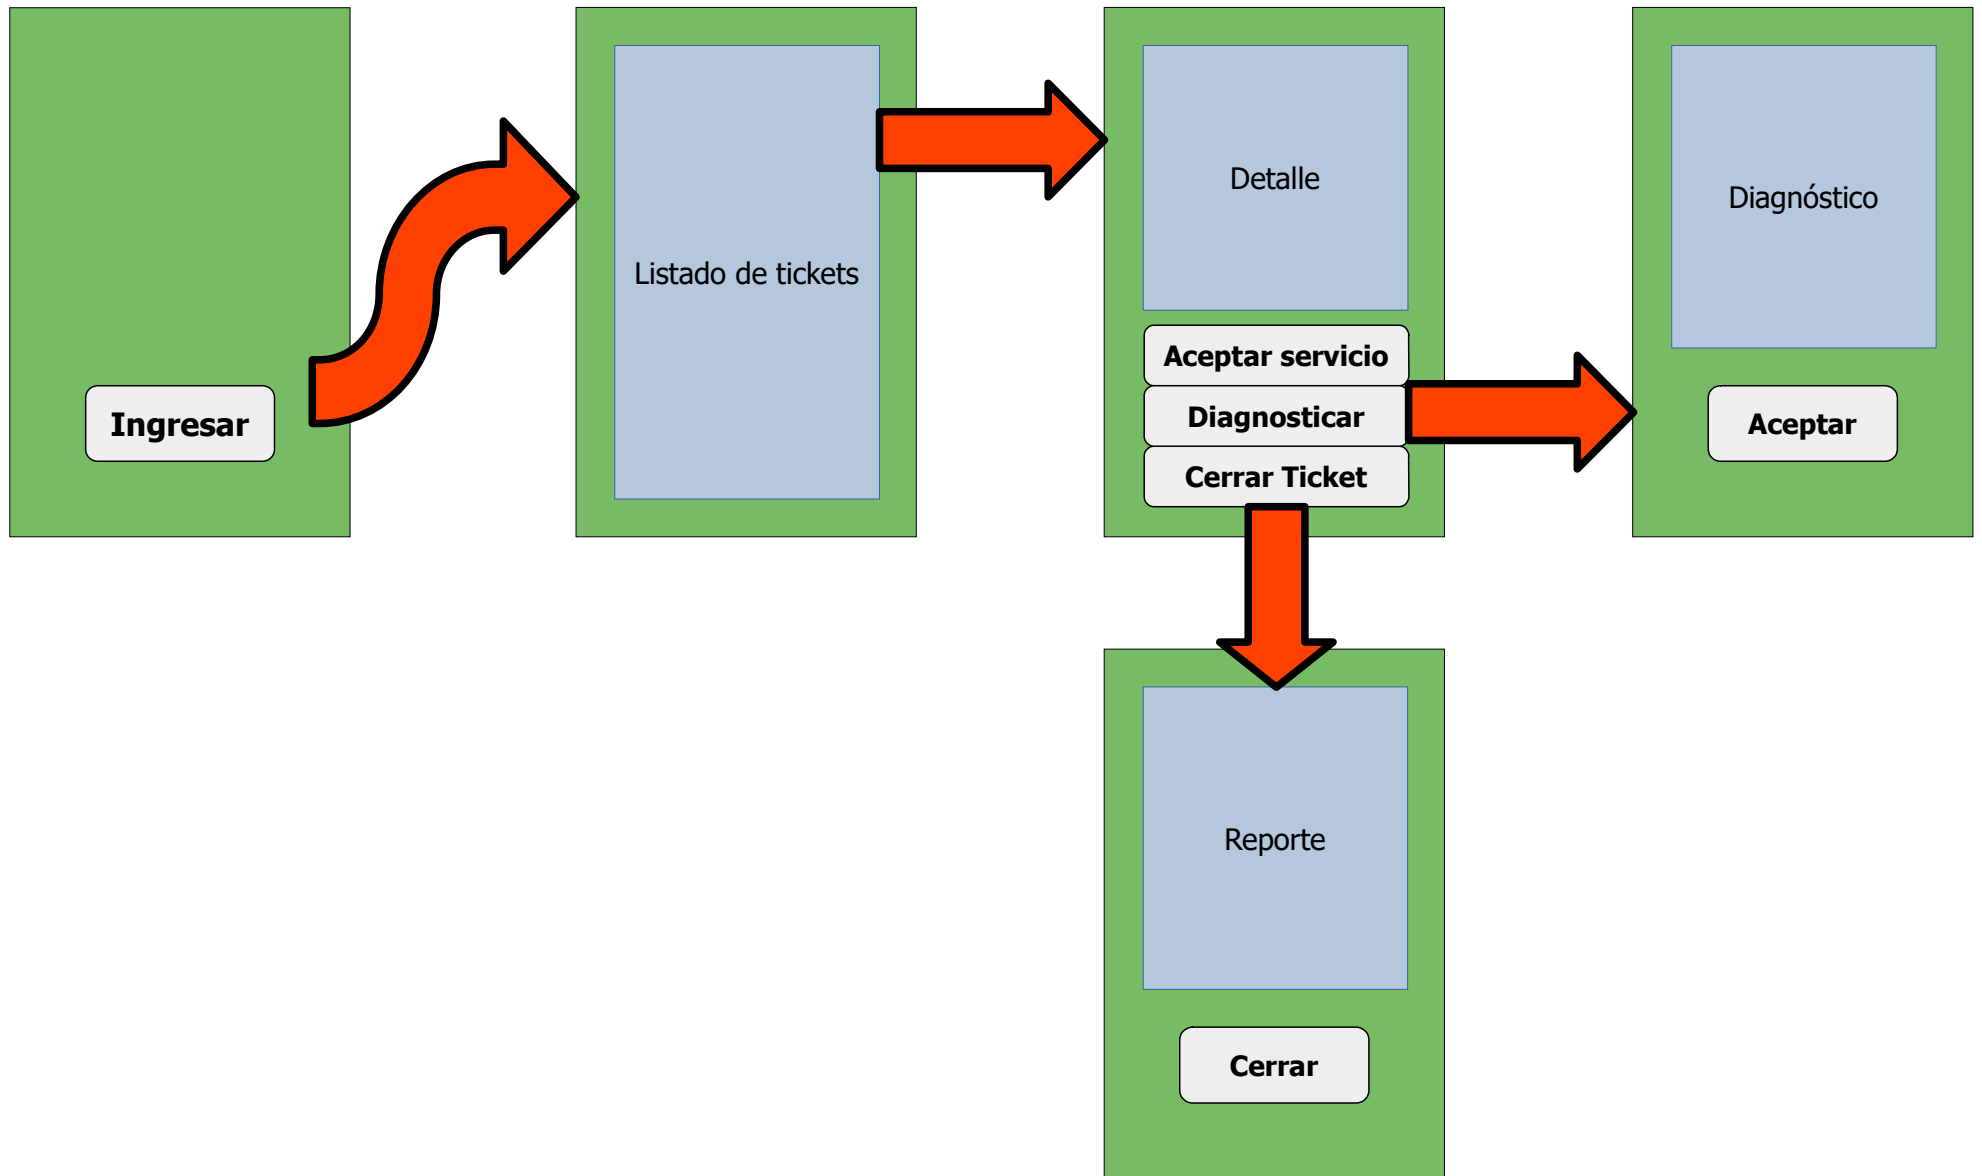 Ingresar
Listado de tickets
Detalle
Aceptar servicio
Diagnosticar
Cerrar Ticket
Diagnóstico
Aceptar
Reporte
Cerrar